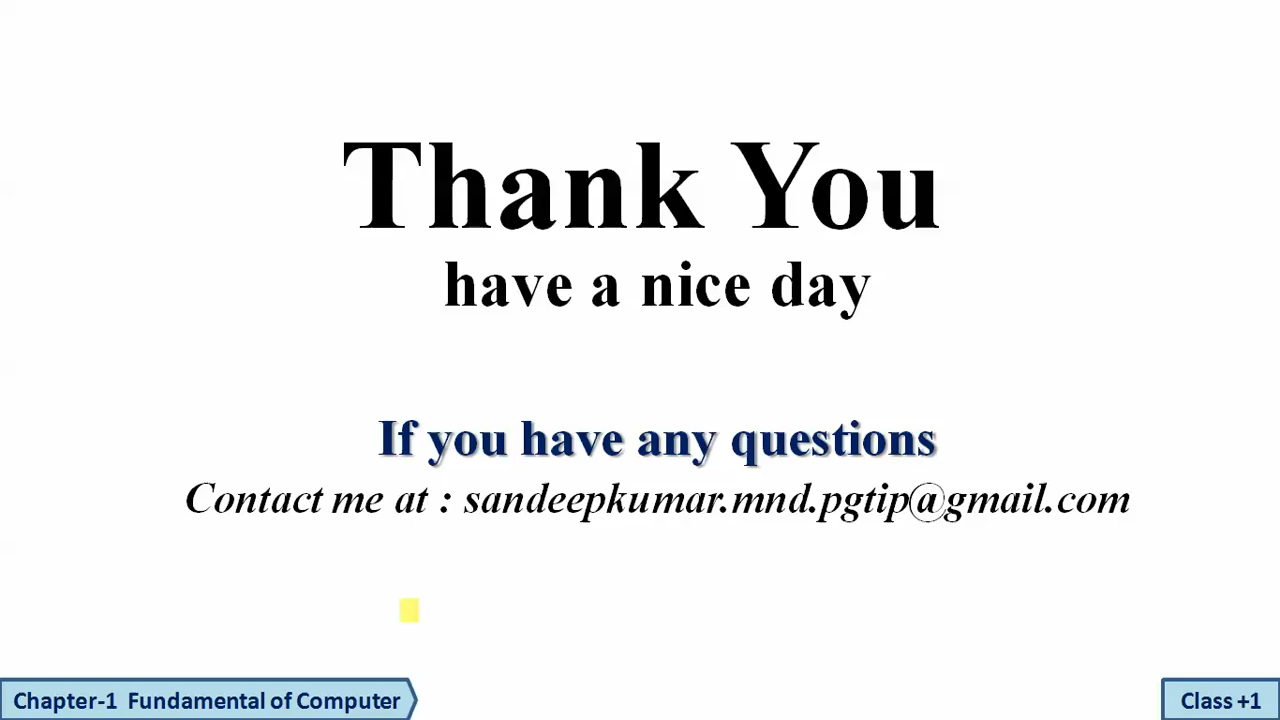 Thank You
have a nice day
If you have any questions
Contact me at : sandeepkumar.mnd.pgtip@gmail.com
Chapter-1 Fundamental of Computer
Class +1